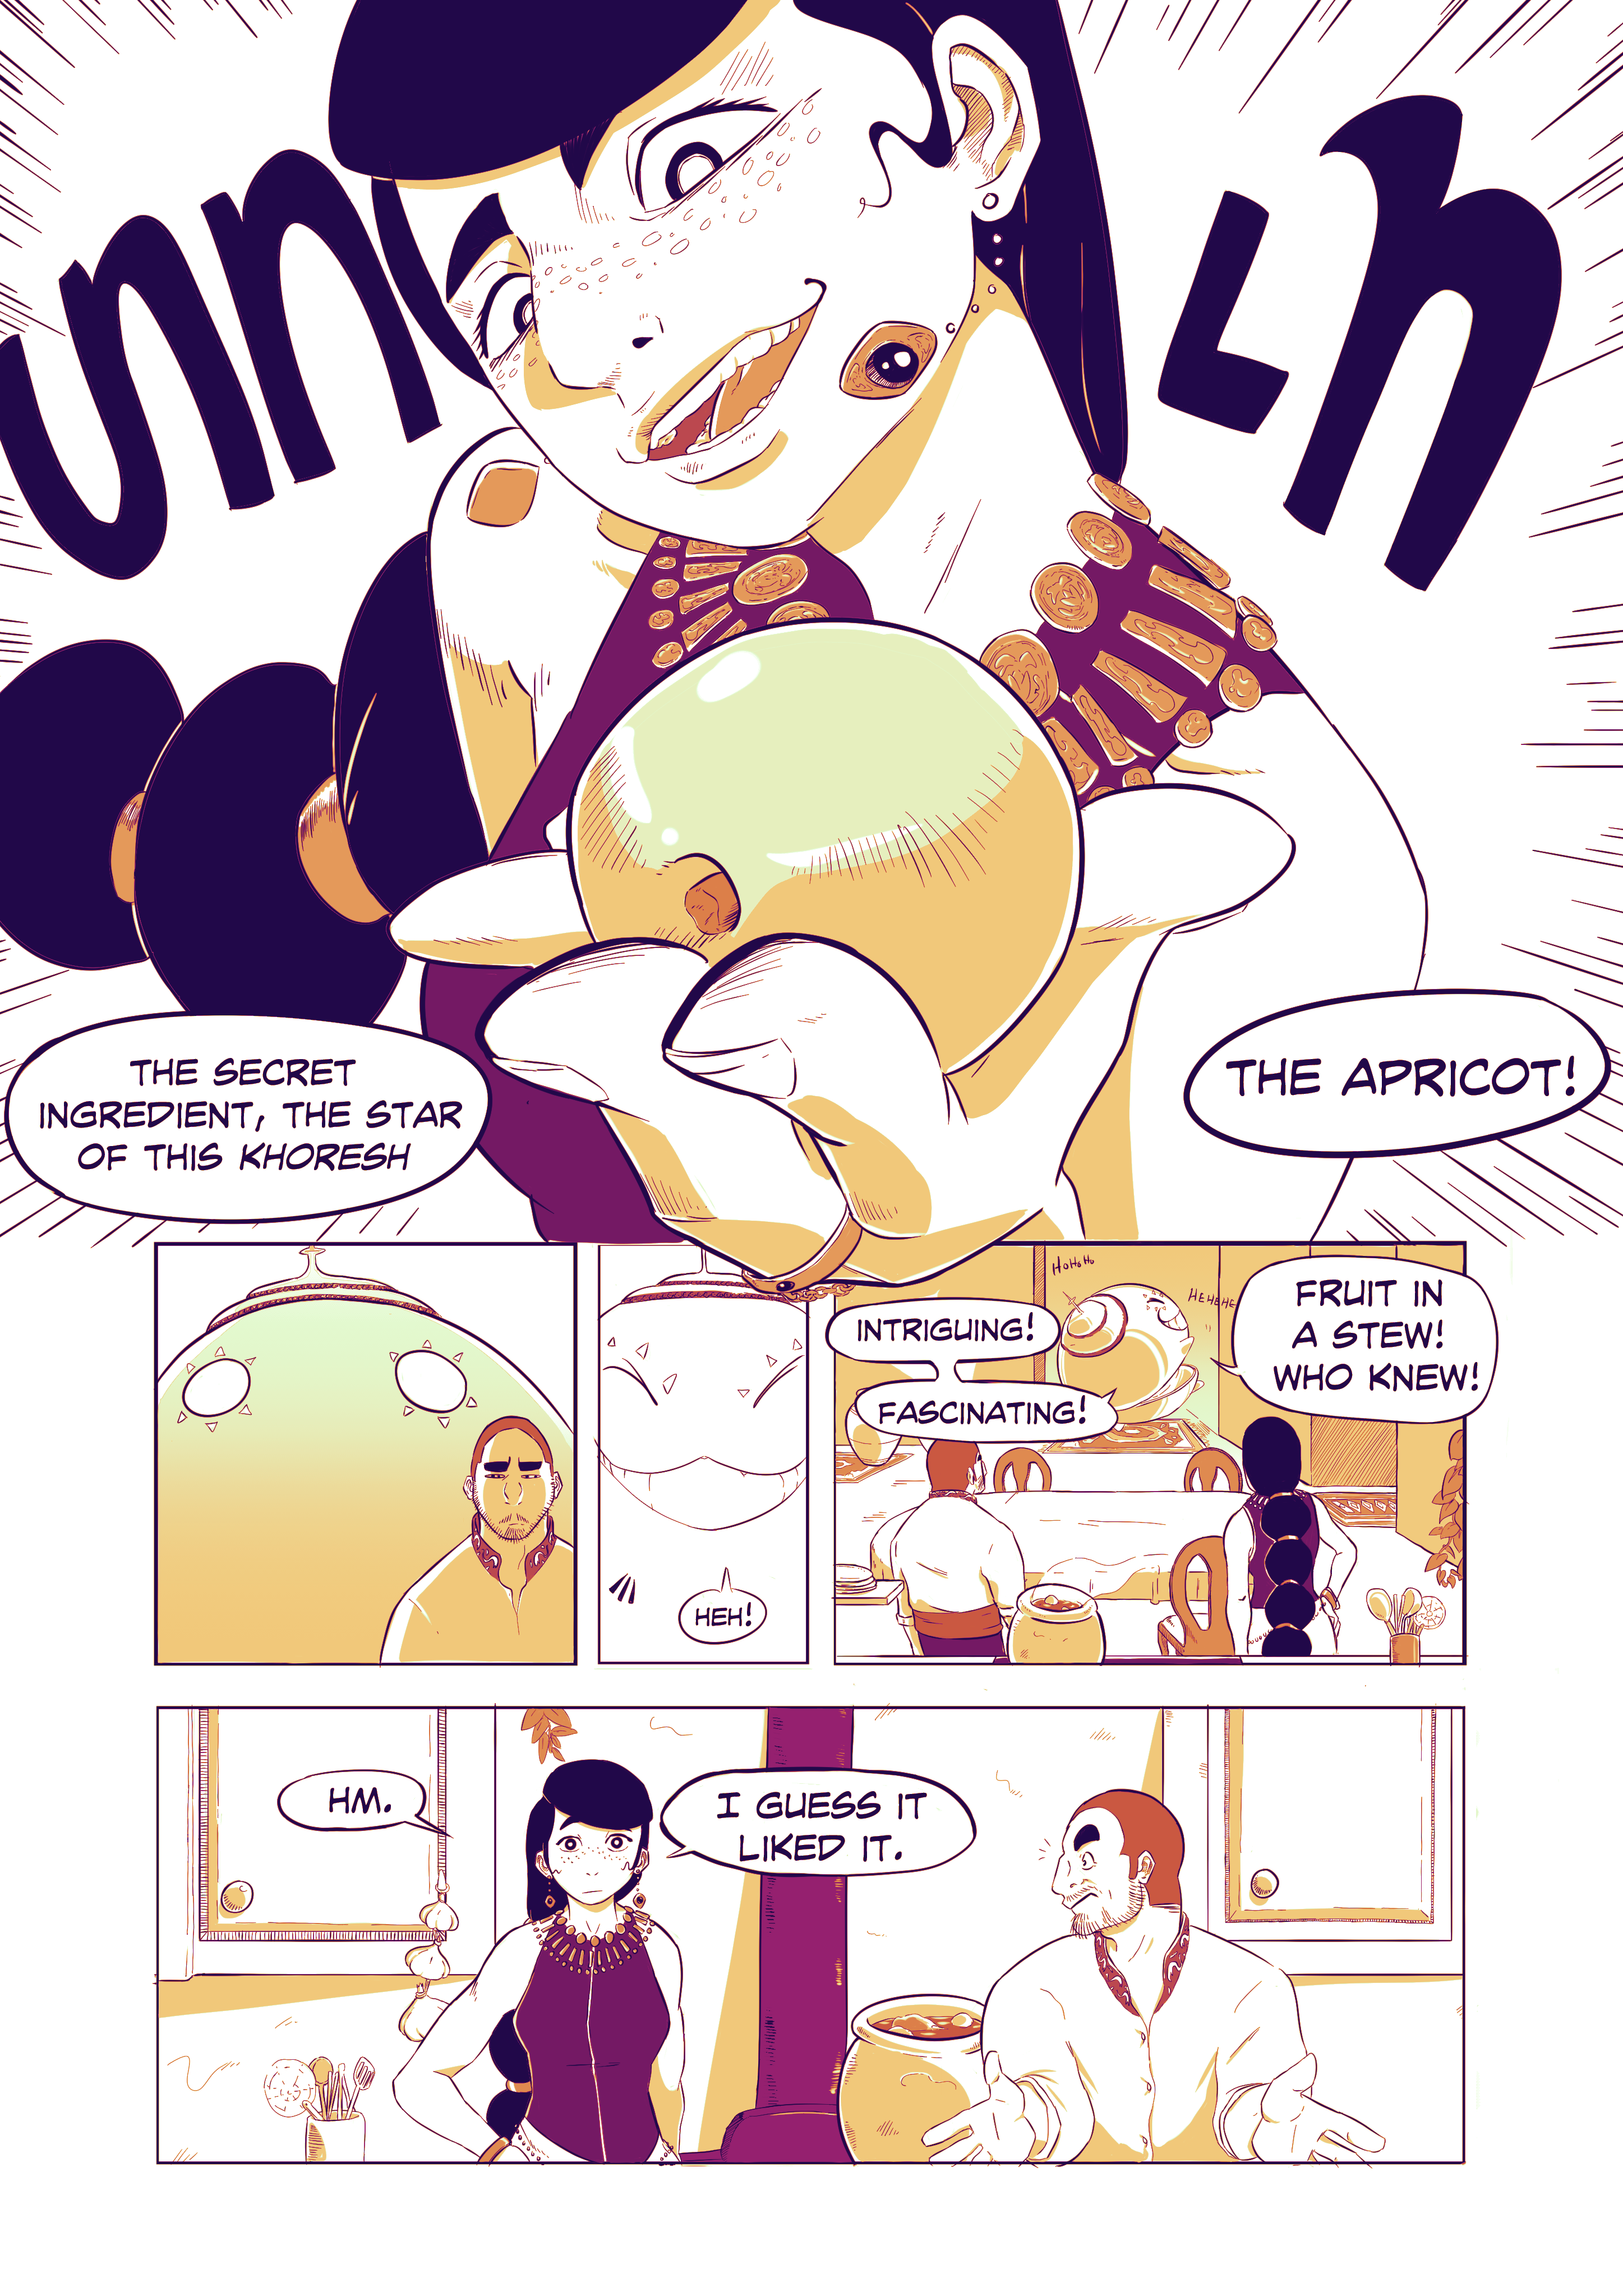 THE SECRET
INGREDIENT, THE STAR
OF THIS KHORESH
THE APRICOT!
HEH!
HoHoHo
HEHEHE
INTRIGUING!
FASCINATING!
FRUIT IN
A STEW!
WHO KNEW!
HM.
I GUESS IT
LIKED IT.